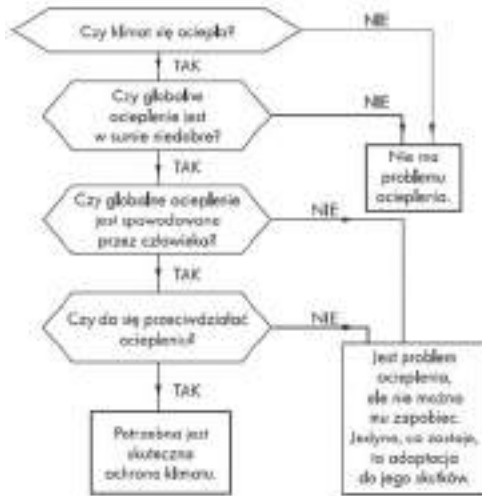 Czy klimat się ociepla?
NIE
TAK
Czy globalne
ocieplenie jest
w sumie niedobre?
NIE
Nie ma
problemu
ocieplenia.
TAK
Czy globalne ocieplenie
jest spowodowane
przez człowieka?
NIE
TAK
Czy da się przeciwdziałać
ociepleniu?
NIE
TAK
Potrzebna jest
skuteczna
ochrona klimatu.
Jest problem
ocieplenia,
ale nie można
mu zapobiec.
Jedyne, co zostaje,
to adaptacja
do jego skutków.